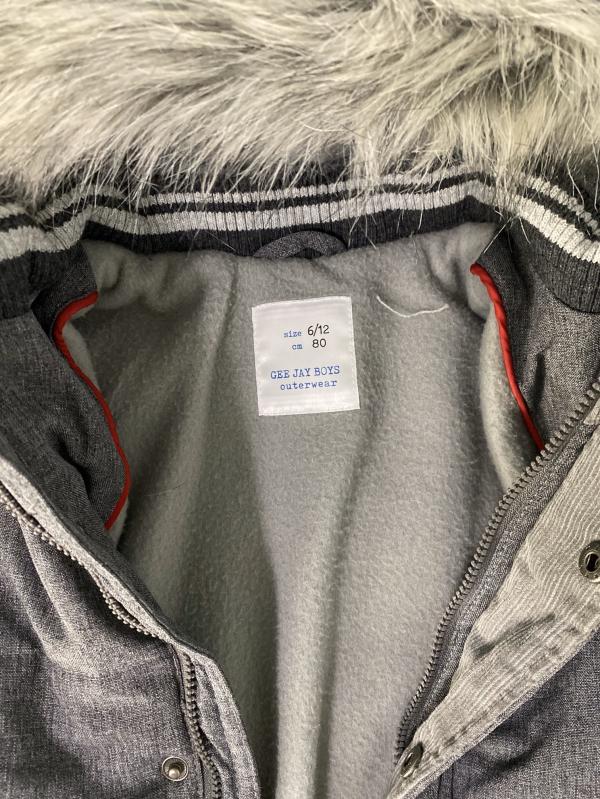 size 6/12
cm 80
GEE JAY BOYS
outerwear